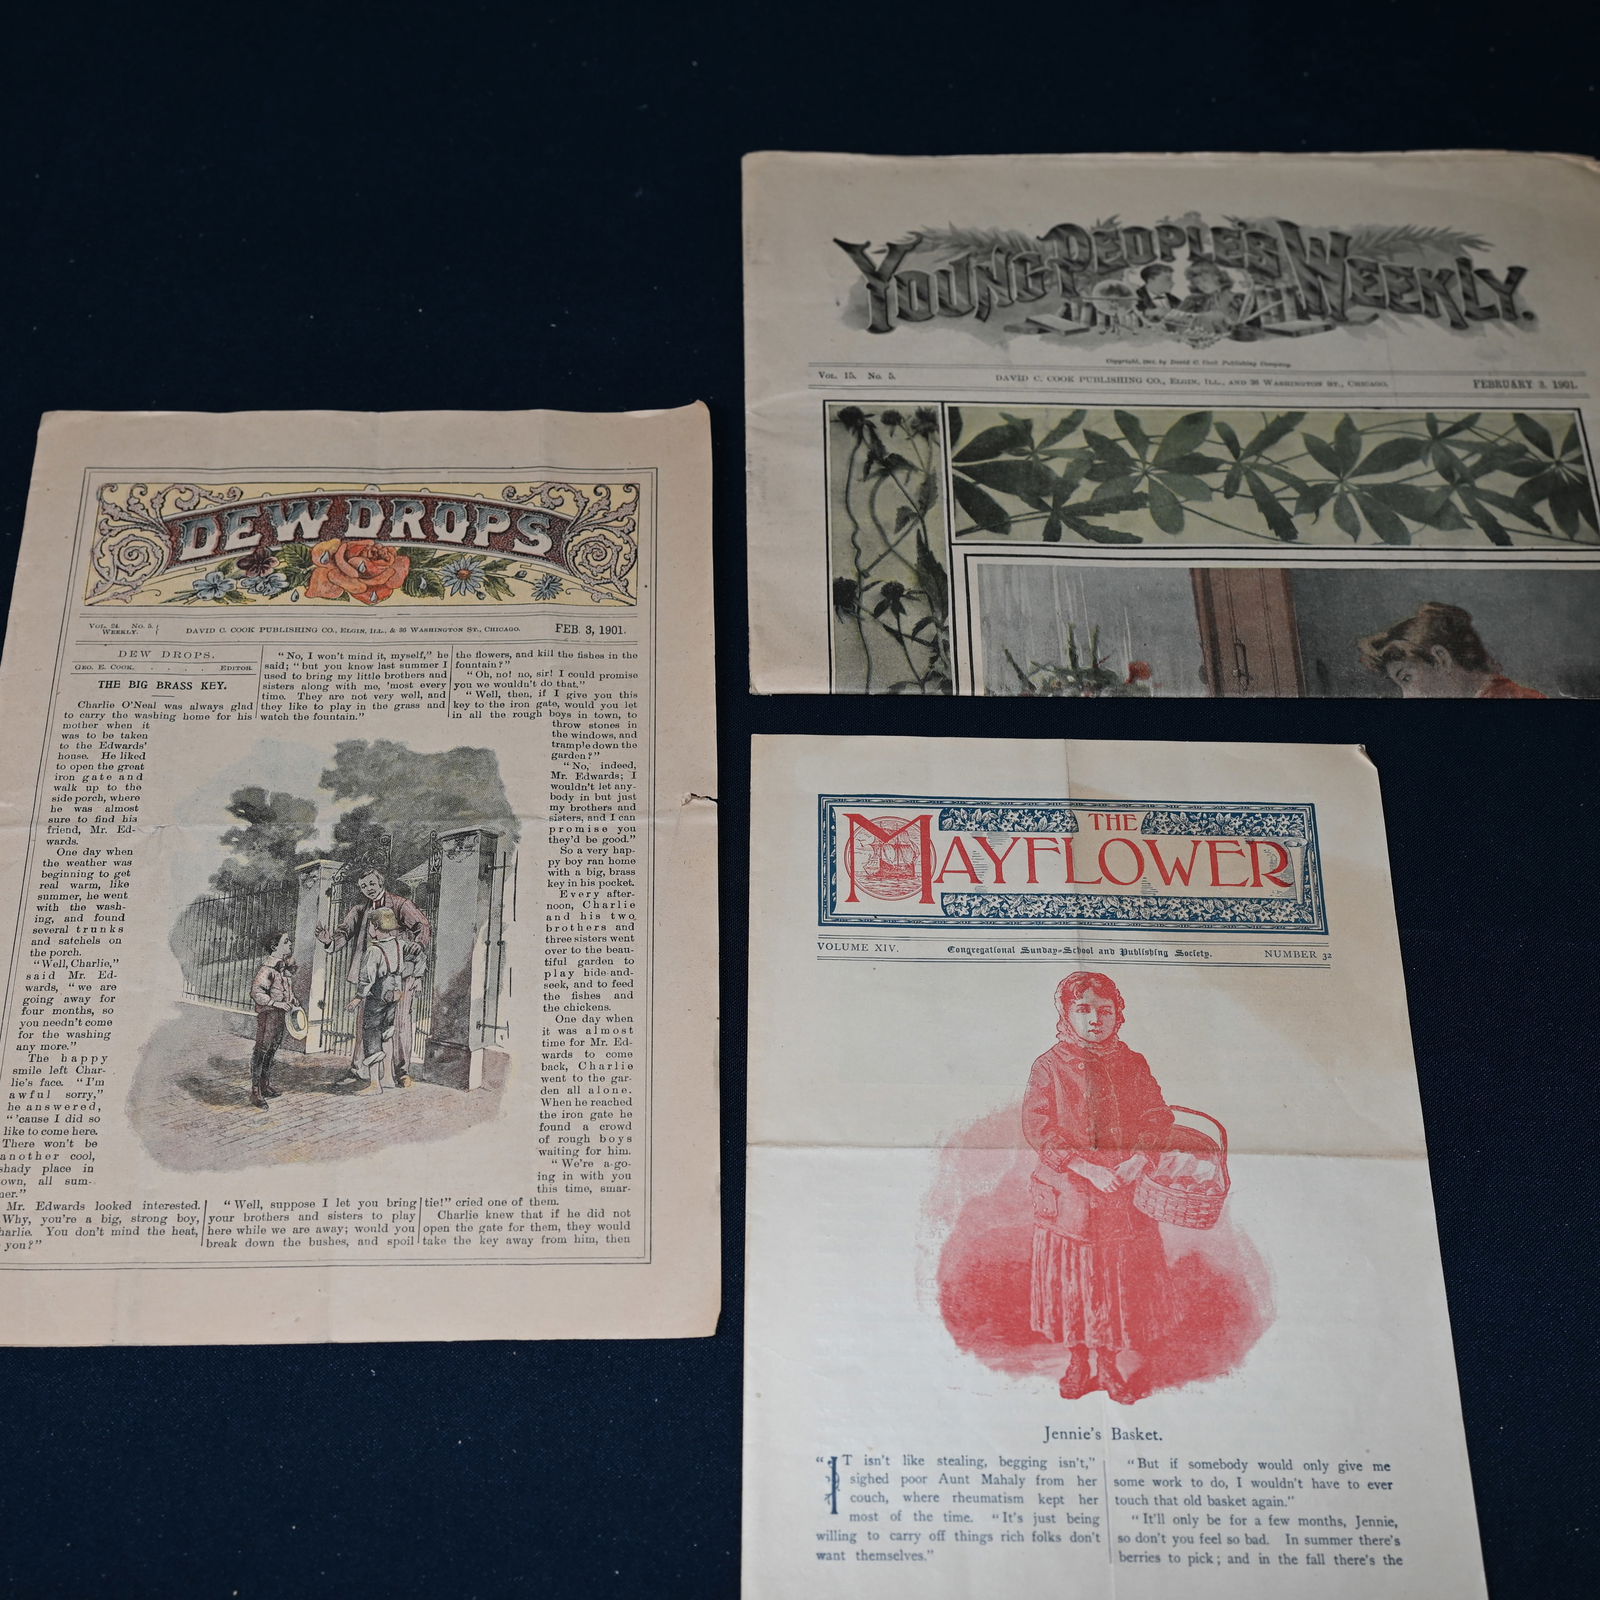 DEW DROPS
VOL. 24. No. 5.
WEEKLY.
DAVID C. COOK PUBLISHING CO., ELGIN, ILL., & 36 WASHINGTON ST., CHICAGO.
FEB. 3, 1901.
DEW DROPS.
GEO. E. COOK, . . . . EDITOR.
THE BIG BRASS KEY.
Charlie O'Neal was always glad
to carry the washing home for his
mother when it
was to be taken
to the Edwards'
house. He liked
to open the great
iron gate and
walk up to the
side porch, where
he was almost
sure to find his
friend, Mr. Ed-
wards.
One day when
the weather was
beginning to get
real warm, like
summer, he went
with the wash-
ing, and found
several trunks
and satchels on
the porch.
"Well, Charlie,"
said Mr. Ed-
wards, "we are
going away for
four months, so
you needn't come
for the washing
any more."
The happy
smile left Char-
lie's face. "I'm
awful sorry,"
he answered,
"'cause I did so
like to come here.
There won't be
another cool,
shady place in
own, all sum-
mer."
Mr. Edwards looked interested.
Why, you're a big, strong boy,
harlie. You don't mind the heat,
you?"
"No, I won't mind it, myself," he
said; "but you know last summer I
used to bring my little brothers and
sisters along with me, 'most every
time. They are not very well, and
they like to play in the grass and
watch the fountain."
"Well, suppose I let you bring
your brothers and sisters to play
here while we are away; would you
break down the bushes, and spoil
the flowers, and kill the fishes in the
fountain?"
"Oh, no! no, sir! I could promise
you we wouldn't do that."
"Well, then, if I give you this
key to the iron gate, would you let
in all the rough boys in town, to
throw stones in
the windows, and
trample down the
garden?"
"No, indeed,
Mr. Edwards; I
wouldn't let any-
body in but just
my brothers and
sisters, and I can
promise you
they'd be good."
So a very hap-
py boy ran home
with a big, brass
key in his pocket.
Every after-
noon, Charlie
and his two
brothers and
three sisters went
over to the beau-
tiful garden to
play hide-and-
seek, and to feed
the fishes and
the chickens.
One day when
it was almost
time for Mr. Ed-
wards to come
back, Charlie
went to the gar-
den all alone.
When he reached
the iron gate he
found a crowd
of rough boys
waiting for him.
"We're a-go-
ing in with you
this time, smar-
tie!" cried one of them.
Charlie knew that if he did not
open the gate for them, they would
take the key away from him, then
YOUNG PEOPLE'S WEEKLY.
Copyright, 1901, by David C. Cook Publishing Company.
VOL. 15. No. 5.
DAVID C. COOK PUBLISHING CO., ELGIN, ILL., AND 36 WASHINGTON ST., CHICAGO.
FEBRUARY 3, 1901.
THE
MAYFLOWER
VOLUME XIV.
Congregational Sunday-School and Publishing Society.
NUMBER 32
Jennie's Basket.
"IT isn't like stealing, begging isn't,"
sighed poor Aunt Mahaly from her
couch, where rheumatism kept her
most of the time. "It's just being
willing to carry off things rich folks don't
want themselves."
"But if somebody would only give me
some work to do, I wouldn't have to ever
touch that old basket again."
"It'll only be for a few months, Jennie,
so don't you feel so bad. In summer there's
berries to pick; and in the fall there's the